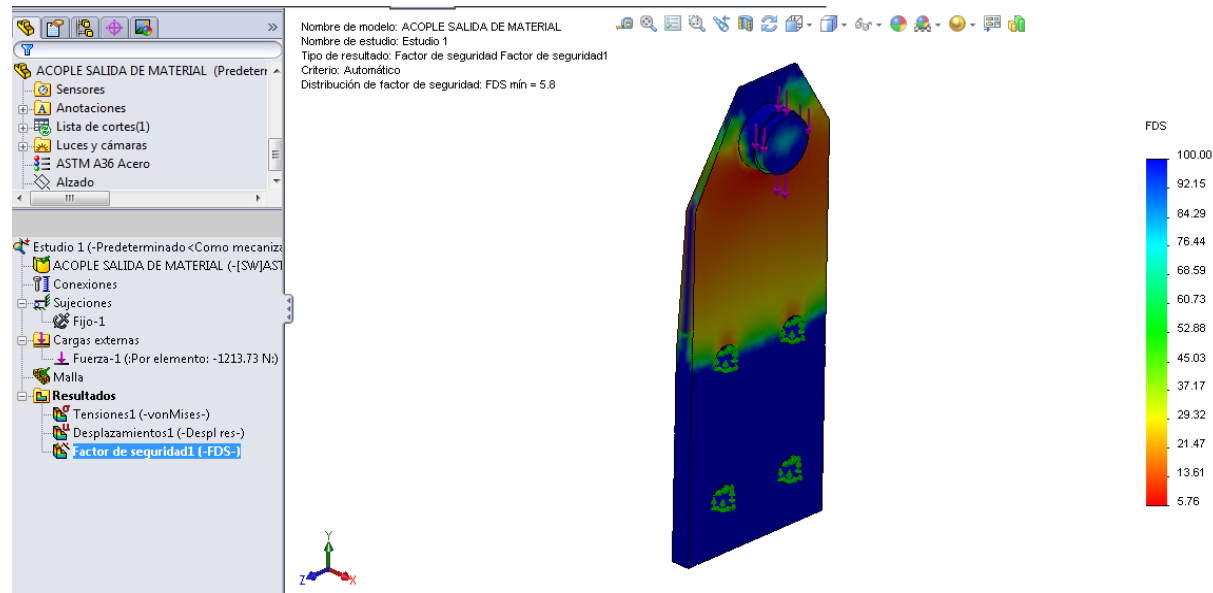 ACOPLE SALIDA DE MATERIAL (Predeterr
Sensores
Anotaciones
Lista de cortes(1)
Luces y cámaras
ASTM A36 Acero
Alzado
Estudio 1 (-Predeterminado<Como mecaniza
ACOPLE SALIDA DE MATERIAL (-[SW]AST
Conexiones
Sujeciones
Fijo-1
Cargas externas
Fuerza-1 (:Por elemento: -1213.73 N:)
Malla
Resultados
Tensiones1 (-vonMises-)
Desplazamientos1 (-Despl res-)
Factor de seguridad1 (-FDS-)
Nombre de modelo: ACOPLE SALIDA DE MATERIAL
Nombre de estudio: Estudio 1
Tipo de resultado: Factor de seguridad Factor de seguridad1
Criterio: Automático
Distribución de factor de seguridad: FDS mín = 5.8
Y
Z
X
FDS
100.00
92.15
84.29
76.44
68.59
60.73
52.88
45.03
37.17
29.32
21.47
13.61
5.76